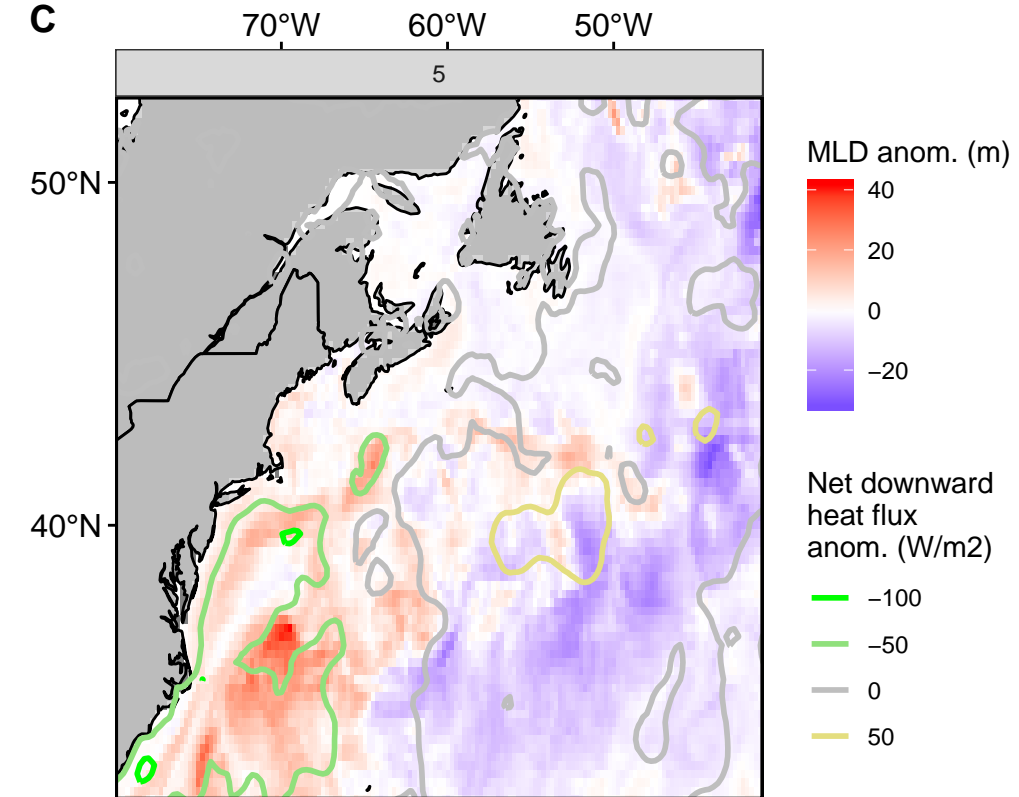 C
70°W 60°W 50°W
5
50°N
40°N
MLD anom. (m)
40
20
0
−20
Net downward
heat flux
anom. (W/m2)
−100
−50
0
50